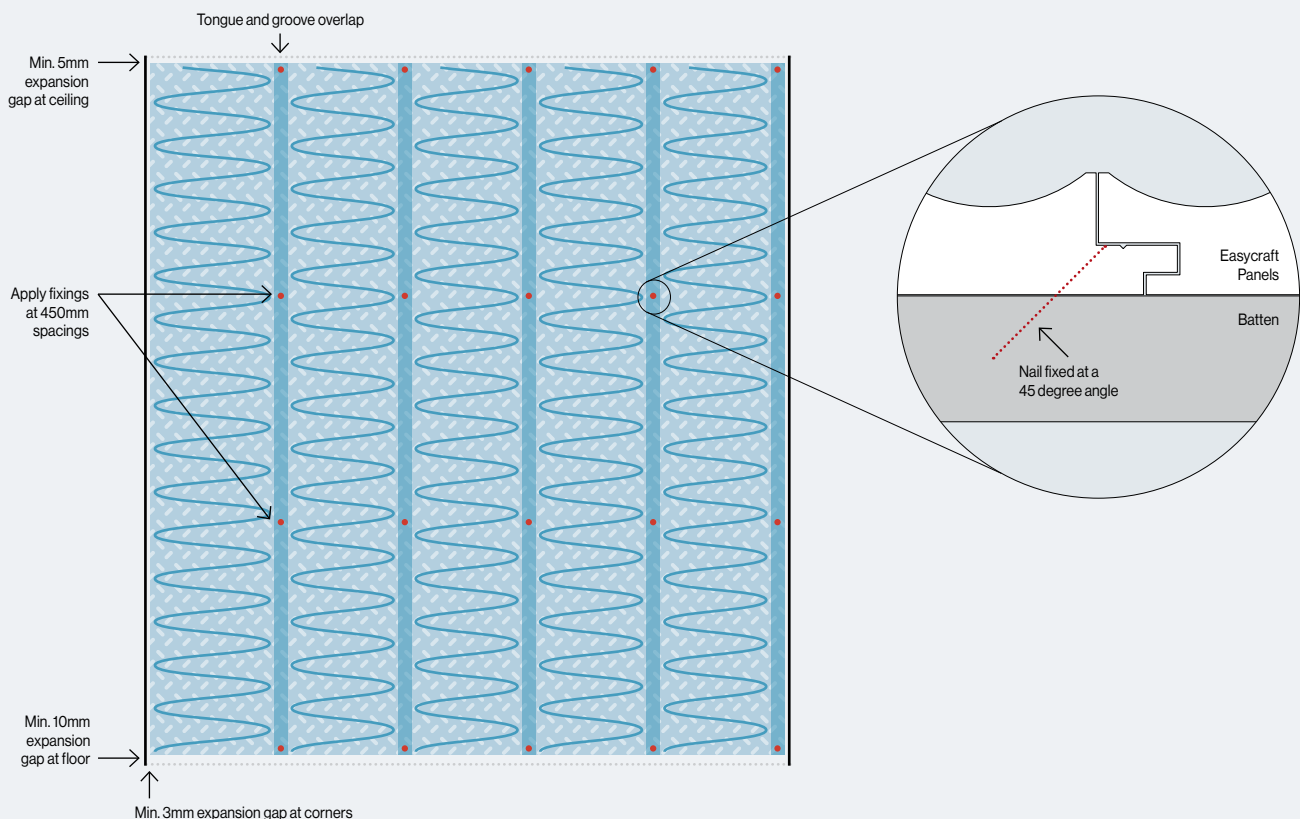 Tongue and groove overlap
Min. 5mm
expansion
gap at ceiling
Apply fixings
at 450mm
spacings
Easycraft
Panels
Batten
Nail fixed at a
45 degree angle
Min. 10mm
expansion
gap at floor
Min. 3mm expansion gap at corners